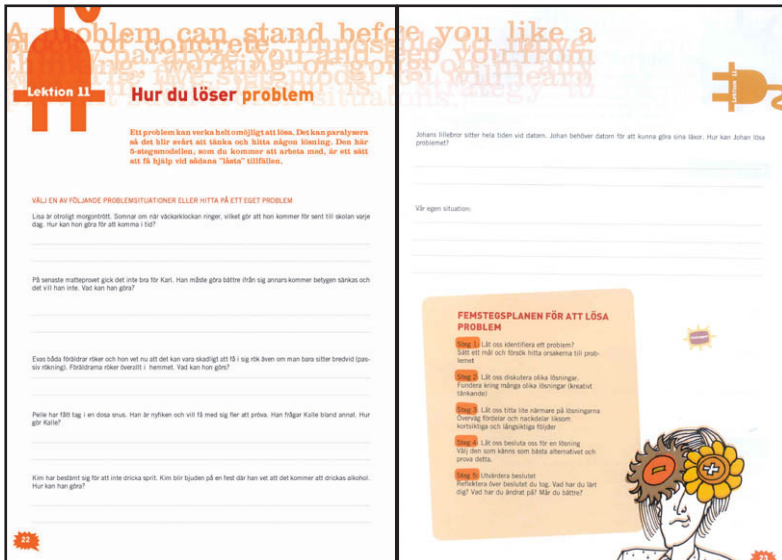 A problem can stand before you like a
block of concrete
Lektion 11
Hur du löser problem
Ett problem kan verka helt omöjligt att lösa. Det kan paralysera
så det blir svårt att tänka och hitta någon lösning. Den här
5-stegsmodellen, som du kommer att arbeta med, är ett sätt
att få hjälp vid sådana "låsta" tillfällen.
VÄLJ EN AV FÖLJANDE PROBLEMSITUATIONER ELLER HITTA PÅ ETT EGET PROBLEM
Lisa är otroligt morgontrött. Somnar om när väckarklockan ringer, vilket gör att hon kommer för sent till skolan varje
dag. Hur kan hon göra för att komma i tid?
På senaste matteprovet gick det inte bra för Karl. Han måste göra bättre ifrån sig annars kommer betygen sänkas och
det vill han inte. Vad kan han göra?
Evas båda föräldrar röker och hon vet nu att det kan vara skadligt att få i sig rök även om man bara sitter bredvid (pas-
siv rökning). Föräldrarna röker överallt i hemmet. Vad kan hon göra?
Pelle har fått tag i en dosa snus. Han är nyfiken och vill få med sig fler att pröva. Han frågar Kalle bland annat. Hur
gör Kalle?
Kim har bestämt sig för att inte dricka sprit. Kim blir bjuden på en fest där han vet att det kommer att drickas alkohol.
Hur kan han göra?
22
Johans lillebror sitter hela tiden vid datorn. Johan behöver datorn för att kunna göra sina läxor. Hur kan Johan lösa
problemet?
Vår egen situation:
FEMSTEGSPLANEN FÖR ATT LÖSA
PROBLEM
Steg 1: Låt oss identifiera ett problem?
Sätt ett mål och försök hitta orsakerna till prob-
lemet
Steg 2: Låt oss diskutera olika lösningar.
Fundera kring många olika lösningar (kreativt
tänkande)
Steg 3: Låt oss titta lite närmare på lösningarna
Överväg fördelar och nackdelar liksom
kortsiktiga och långsiktiga följder
Steg 4: Låt oss besluta oss för en lösning
Välj den som känns som bästa alternativet och
prova detta.
Steg 5: Utvärdera beslutet
Reflektera över beslutet du tog. Vad har du lärt
dig? Vad har du ändrat på? Mår du bättre?
23